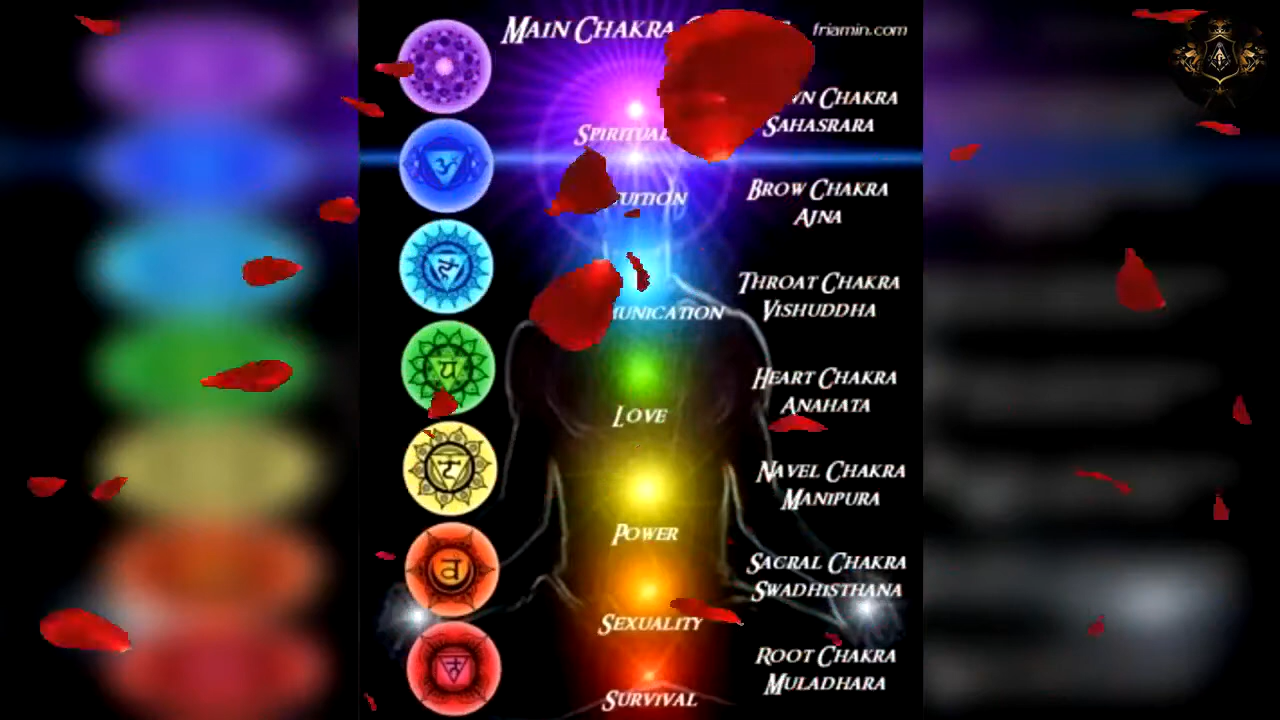 MAIN CHAKRA
friamin.com
CHAKRA
SAHASRARA
BROW CHAKRA
AJNA
THROAT CHAKRA
VISHUDDHA
LOVE
HEART CHAKRA
ANAHATA
NAVEL CHAKRA
MANIPURA
POWER
SACRAL CHAKRA
SWADHISTHANA
SEXUALITY
ROOT CHAKRA
MULADHARA
SURVIVAL
ॐ
य
व